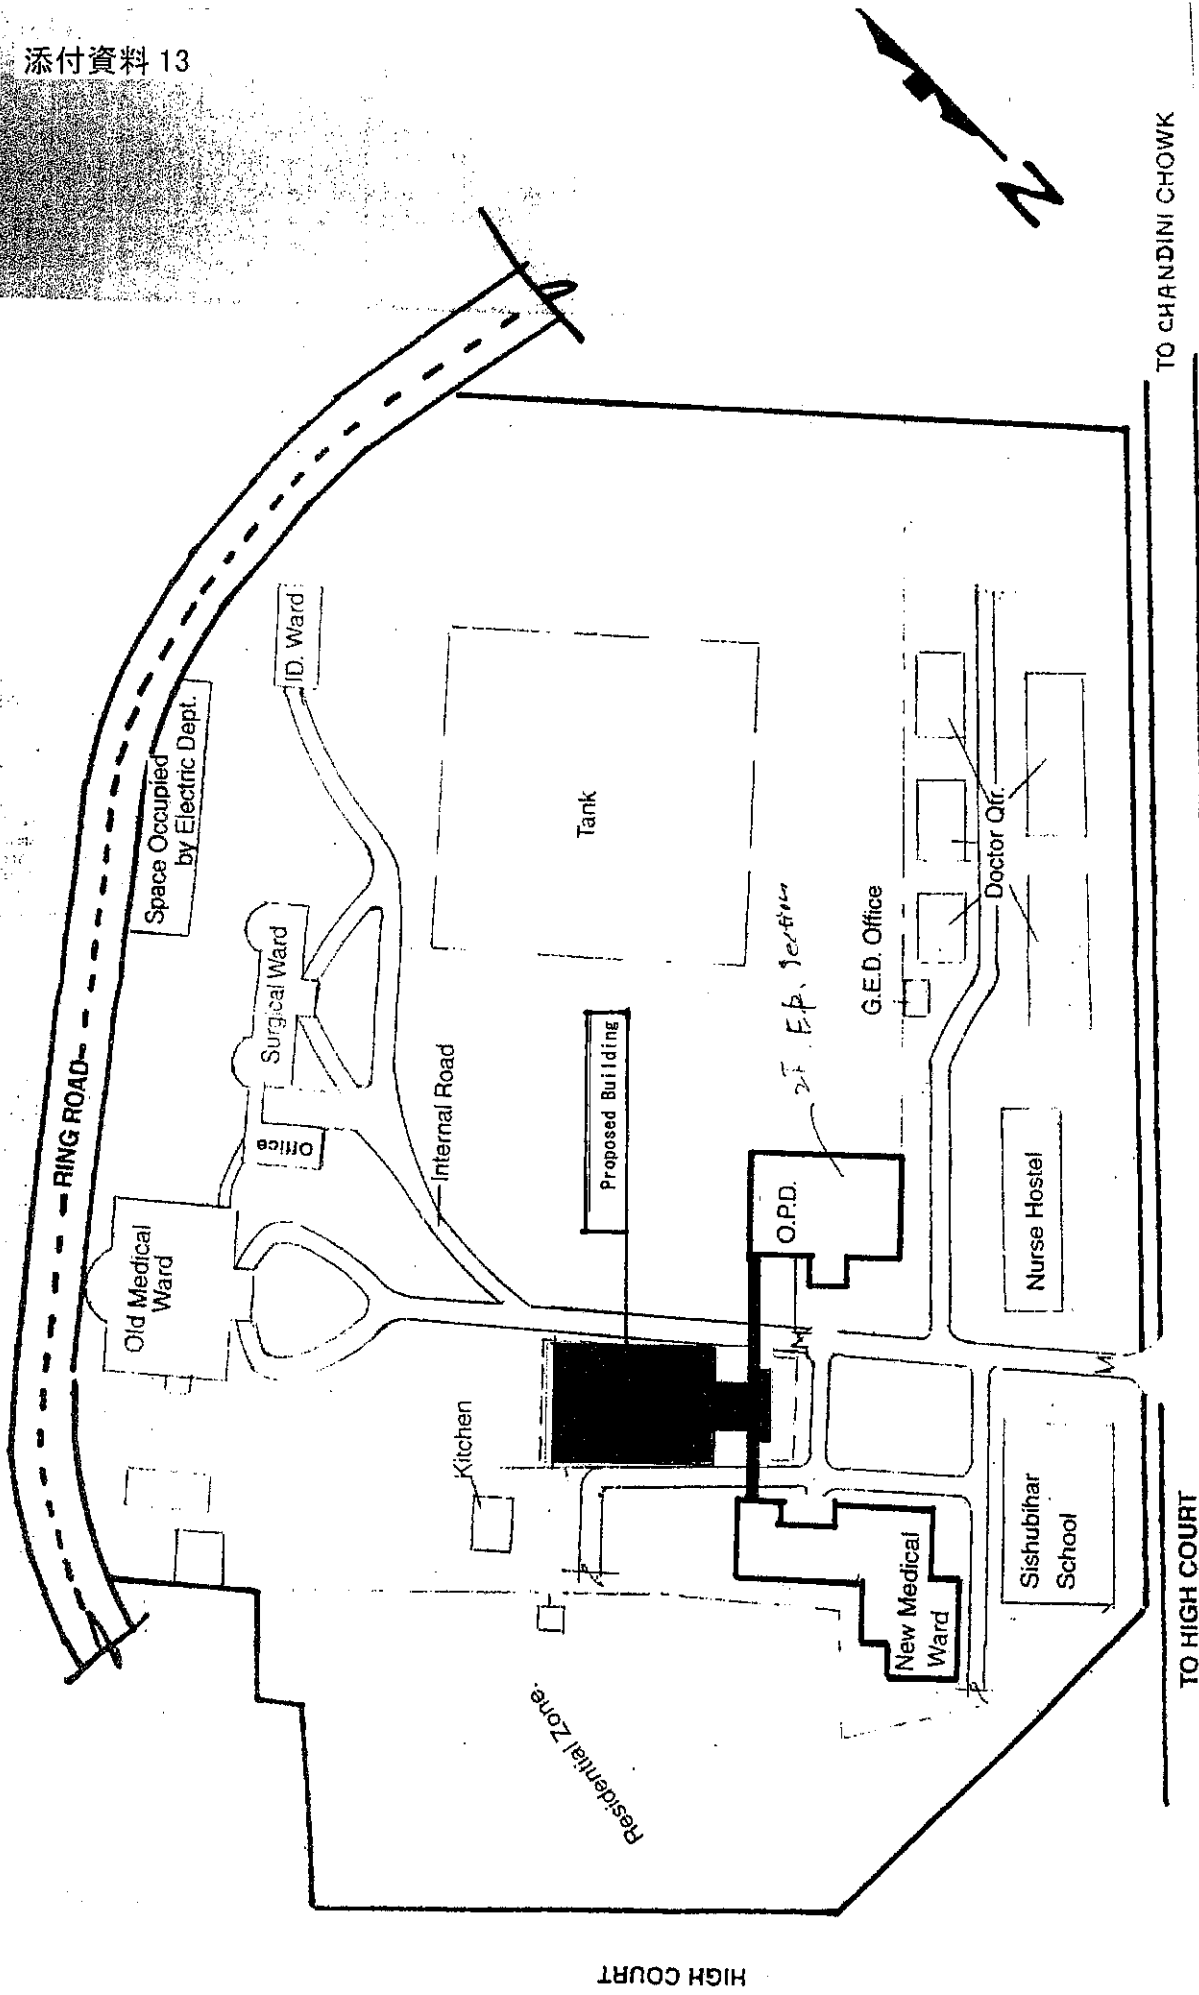 添付資料 13
RING ROAD
Space Occupied
by Electric Dept.
I.D. Ward
Surgical Ward
Office
Old Medical
Ward
Internal Road
Tank
Proposed Building
Kitchen
O.P.D.
G.E.D. Office
Doctor Qtr.
Nurse Hostel
New Medical
Ward
Sishubihar
School
Residential Zone.
HIGH COURT
TO HIGH COURT
TO CHANDINI CHOWK
N